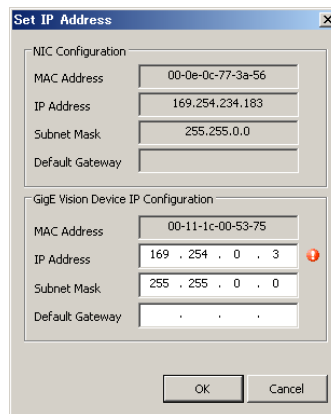 Set IP Address
NIC Configuration
MAC Address 00-0e-0c-77-3a-56
IP Address 169.254.234.183
Subnet Mask 255.255.0.0
Default Gateway
GigE Vision Device IP Configuration
MAC Address 00-11-1c-00-53-75
IP Address 169 . 254 . 0 . 3
Subnet Mask 255 . 255 . 0 . 0
Default Gateway . . .
OK Cancel